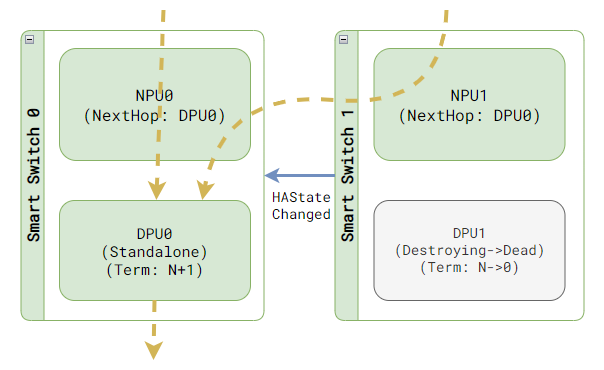 Smart Switch 0
NPU0
(NextHop: DPU0)
DPU0
(Standalone)
(Term: N+1)
HAState
Changed
Smart Switch 1
NPU1
(NextHop: DPU0)
DPU1
(Destroying->Dead)
(Term: N->0)